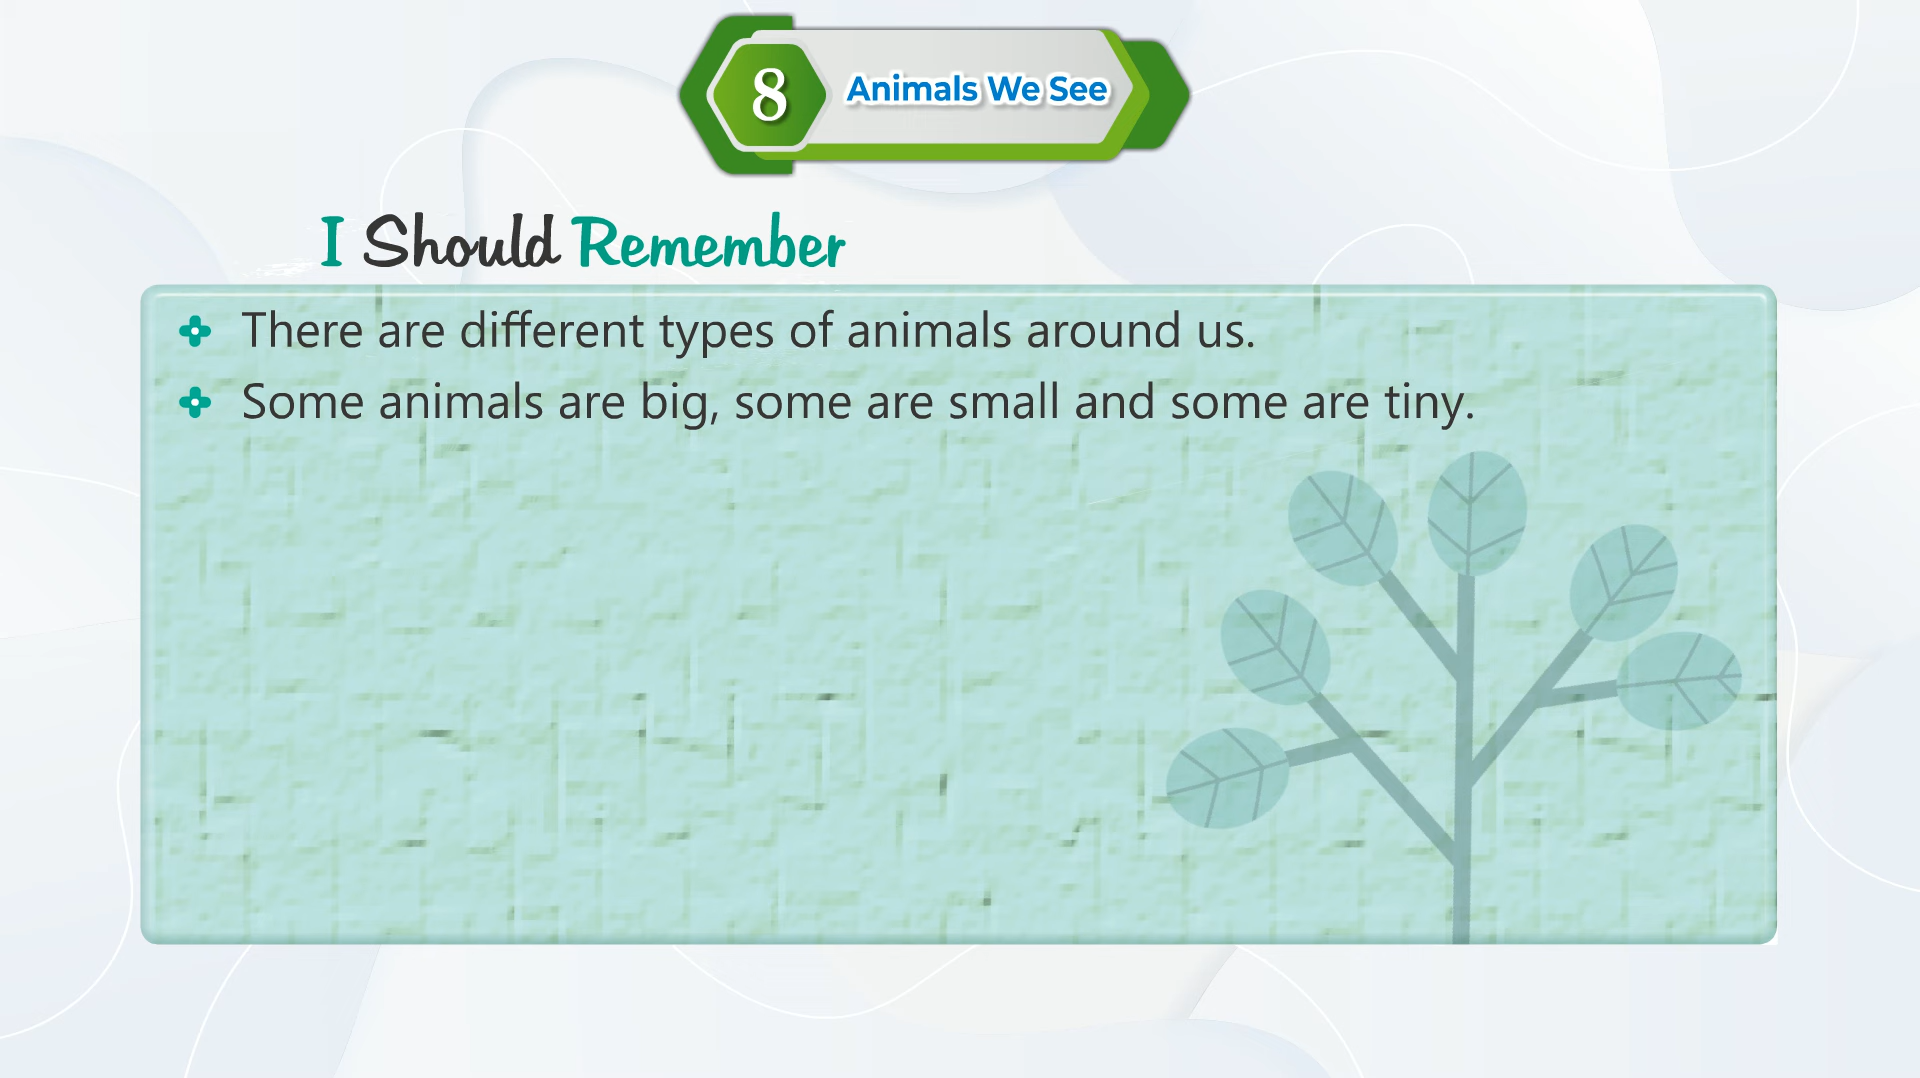 8
Animals We See
I Should Remember
There are different types of animals around us.
Some animals are big, some are small and some are tiny.